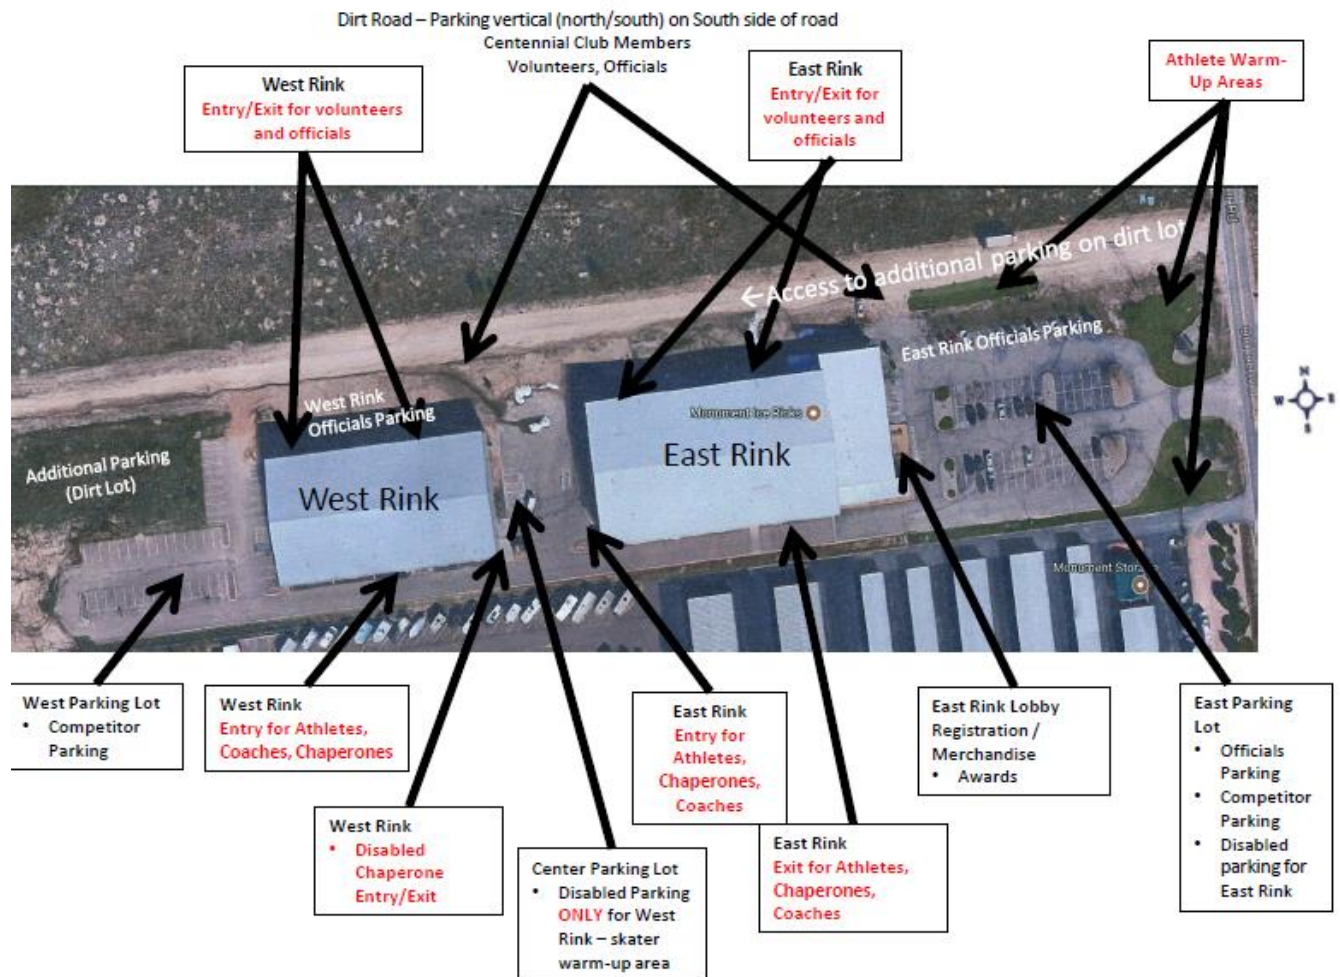 Dirt Road – Parking vertical (north/south) on South side of road
Centennial Club Members
Volunteers, Officials
West Rink
Entry/Exit for volunteers
and officials
East Rink
Entry/Exit for
volunteers and
officials
Athlete Warm-
Up Areas
←Access to additional parking on dirt lot
East Rink Officials Parking
West Rink
Officials Parking
Monument Ice Rinks
Additional Parking
(Dirt Lot)
West Rink
East Rink
Monument Storage
N
W
S
West Parking Lot
• Competitor
Parking
West Rink
Entry for Athletes,
Coaches, Chaperones
West Rink
• Disabled
Chaperone
Entry/Exit
Center Parking Lot
• Disabled Parking
ONLY for West
Rink – skater
warm-up area
East Rink
Entry for
Athletes,
Chaperones,
Coaches
East Rink
Exit for Athletes,
Chaperones,
Coaches
East Rink Lobby
Registration /
Merchandise
• Awards
East Parking
Lot
• Officials
Parking
• Competitor
Parking
• Disabled
parking for
East Rink